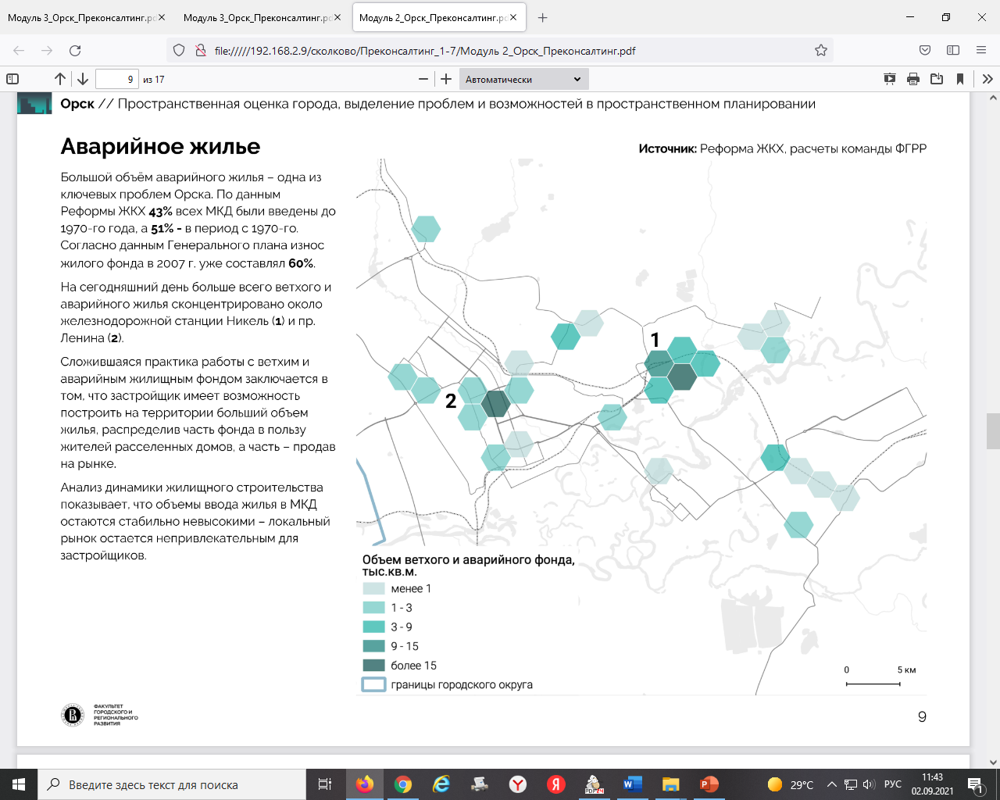 Модуль 3_Орск_Преконсалтинг.pd
Модуль 3_Орск_Преконсалтинг.pd
Модуль 2_Орск_Преконсалтинг.pd
file://///192.168.2.9/сколково/Преконсалтинг_1-7/Модуль 2_Орск_Преконсалтинг.pdf
9 из 17
Автоматически
Орск // Пространственная оценка города, выделение проблем и возможностей в пространственном планировании
Аварийное жилье
Источник: Реформа ЖКХ, расчеты команды ФГРР
Большой объём аварийного жилья – одна из
ключевых проблем Орска. По данным
Реформы ЖКХ 43% всех МКД были введены до
1970-го года, а 51% - в период с 1970-го.
Согласно данным Генерального плана износ
жилого фонда в 2007 г. уже составлял 60%.
На сегодняшний день больше всего ветхого и
аварийного жилья сконцентрировано около
железнодорожной станции Никель (1) и пр.
Ленина (2).
Сложившаяся практика работы с ветхим и
аварийным жилищным фондом заключается в
том, что застройщик имеет возможность
построить на территории больший объем
жилья, распределив часть фонда в пользу
жителей расселенных домов, а часть – продав
на рынке.
Анализ динамики жилищного строительства
показывает, что объемы ввода жилья в МКД
остаются стабильно невысокими – локальный
рынок остается непривлекательным для
застройщиков.
1
2
Объем ветхого и аварийного фонда,
тыс.кв.м.
менее 1
1 - 3
3 - 9
9 - 15
более 15
границы городского округа
0 5 км
ФАКУЛЬТЕТ
ГОРОДСКОГО И
РЕГИОНАЛЬНОГО
РАЗВИТИЯ
9
Введите здесь текст для поиска
29°C
РУС
11:43
02.09.2021